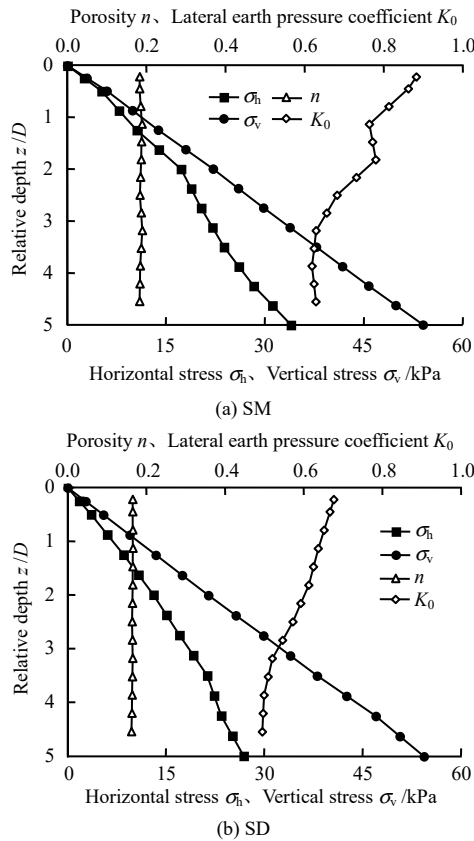 Porosity n、Lateral earth pressure coefficient K₀
0.0 0.2 0.4 0.6 0.8 1.0
0
1
2
3
4
5
Relative depth z/D
σh n
σv K₀
0 15 30 45 60
Horizontal stress σh、Vertical stress σv /kPa
(a) SM
Porosity n、Lateral earth pressure coefficient K₀
0.0 0.2 0.4 0.6 0.8 1.0
0
1
2
3
4
5
Relative depth z/D
σh
σv
n
K₀
0 15 30 45 60
Horizontal stress σh、Vertical stress σv /kPa
(b) SD